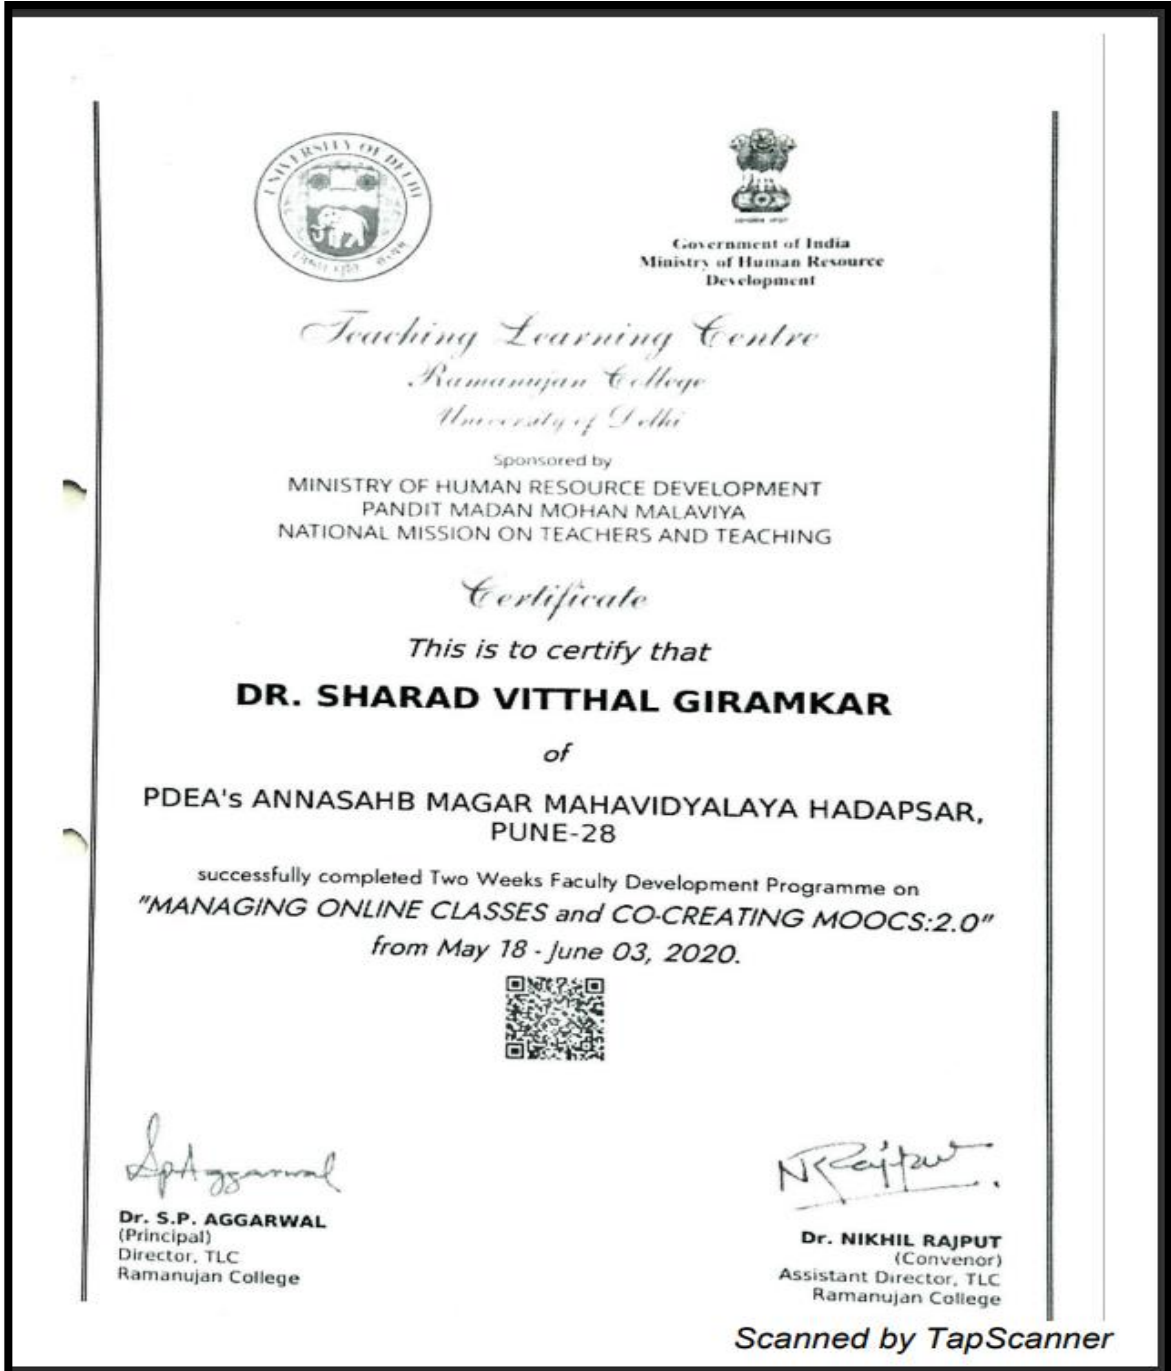 UNIVERSITY OF DELHI
Government of India
Ministry of Human Resource
Development
Teaching Learning Centre
Ramanujan College
University of Delhi
Sponsored by
MINISTRY OF HUMAN RESOURCE DEVELOPMENT
PANDIT MADAN MOHAN MALAVIYA
NATIONAL MISSION ON TEACHERS AND TEACHING
Certificate
This is to certify that
DR. SHARAD VITTHAL GIRAMKAR
of
PDEA's ANNASAHB MAGAR MAHAVIDYALAYA HADAPSAR,
PUNE-28
successfully completed Two Weeks Faculty Development Programme on
"MANAGING ONLINE CLASSES and CO-CREATING MOOCS:2.0"
from May 18 - June 03, 2020.
SpAggarwal
NRajput
Dr. S.P. AGGARWAL
(Principal)
Director, TLC
Ramanujan College
Dr. NIKHIL RAJPUT
(Convenor)
Assistant Director, TLC
Ramanujan College
Scanned by TapScanner